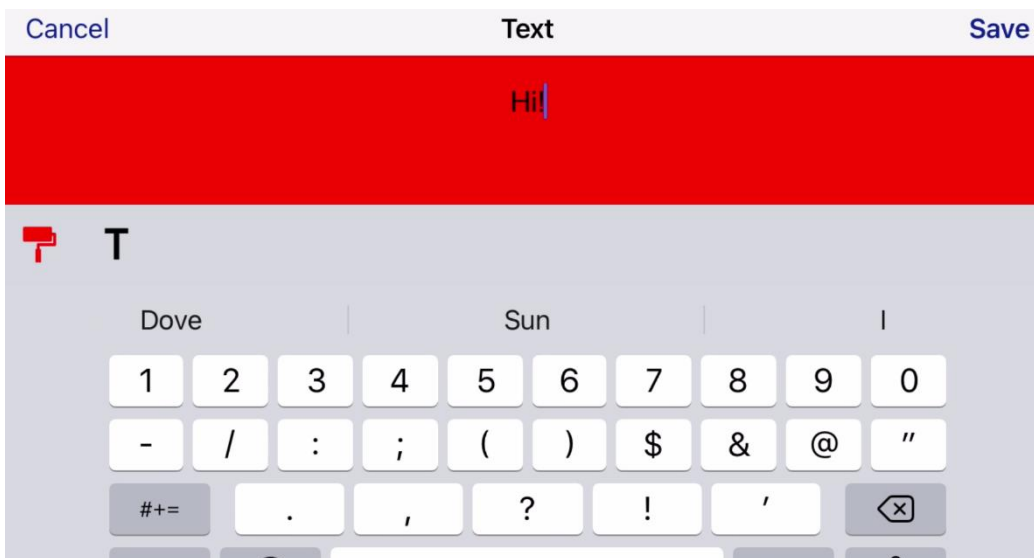 Cancel Text Save
Hi!
T
Dove Sun I
1 2 3 4 5 6 7 8 9 0
- / : ; ( ) $ & @ "
#+= . , ? ! '